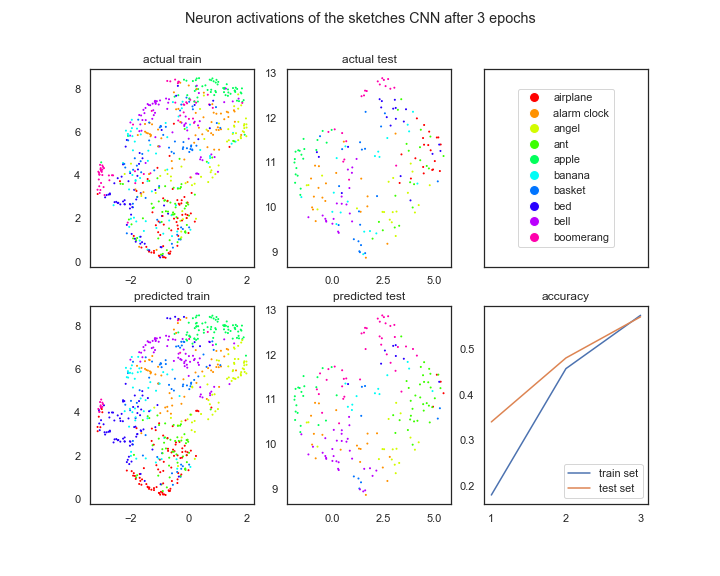 Neuron activations of the sketches CNN after 3 epochs
actual train
8
6
4
2
0
−2 0 2
actual test
13
12
11
10
9
0.0 2.5 5.0
airplane
alarm clock
angel
ant
apple
banana
basket
bed
bell
boomerang
predicted train
8
6
4
2
0
−2 0 2
predicted test
13
12
11
10
9
0.0 2.5 5.0
accuracy
0.5
0.4
0.3
0.2
train set
test set
1 2 3